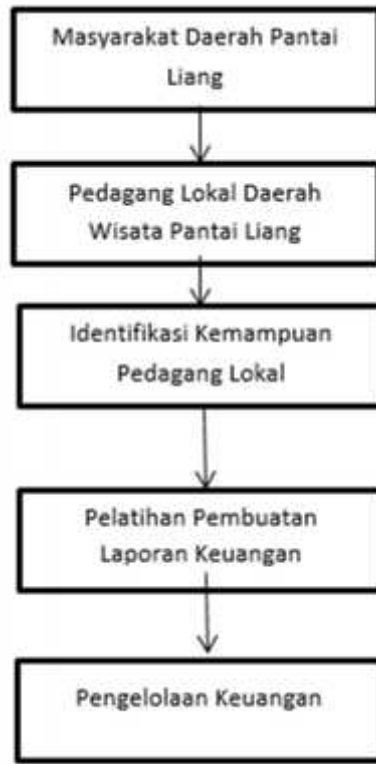 Masyarakat Daerah Pantai
Liang
Pedagang Lokal Daerah
Wisata Pantai Liang
Identifikasi Kemampuan
Pedagang Lokal
Pelatihan Pembuatan
Laporan Keuangan
Pengelolaan Keuangan